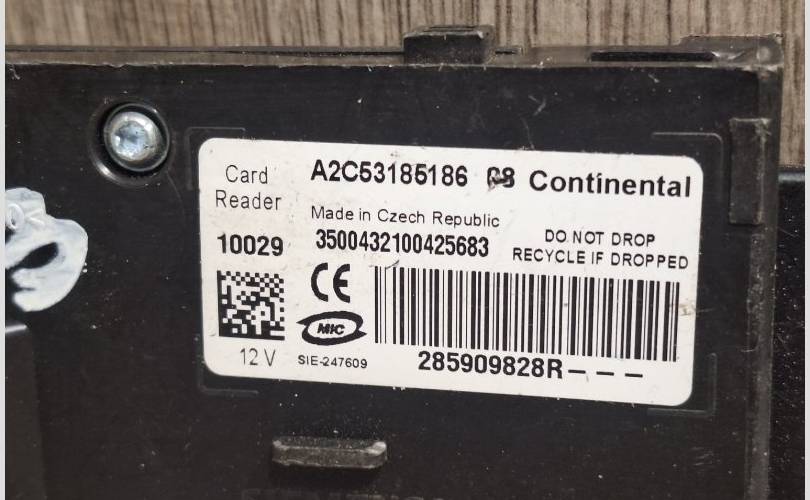 Card Reader
A2C53185186 08 Continental
Made in Czech Republic
10029
3500432100425683
DO NOT DROP
RECYCLE IF DROPPED
CE
MIC
12 V
SIE-247609
285909828R---